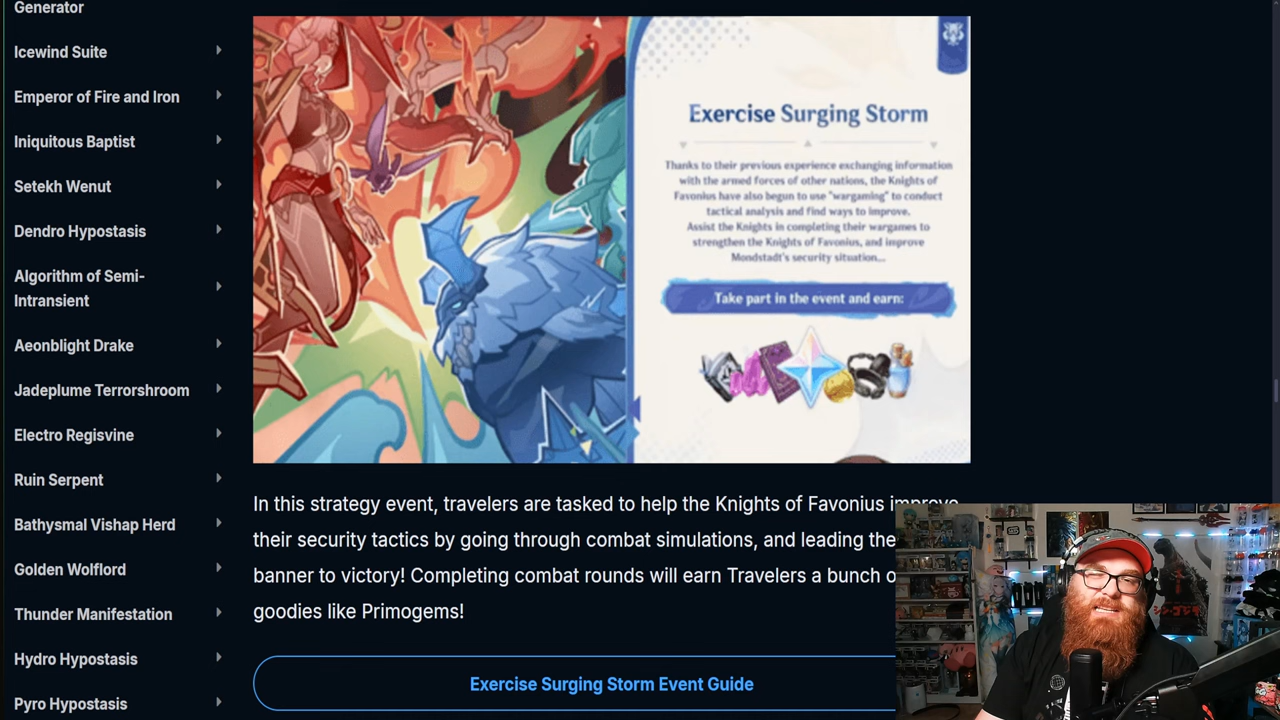 Generator
Icewind Suite
Emperor of Fire and Iron
Iniquitous Baptist
Setekh Wenut
Dendro Hypostasis
Algorithm of Semi-
Intransient
Aeonblight Drake
Jadeplume Terrorshroom
Electro Regisvine
Ruin Serpent
Bathysmal Vishap Herd
Golden Wolflord
Thunder Manifestation
Hydro Hypostasis
Pyro Hypostasis
Exercise Surging Storm
Thanks to their previous experience exchanging information
with the armed forces of other nations, the Knights of
Favonius have also begun to use "wargaming" to conduct
tactical analysis and find ways to improve.
Assist the Knights in completing their wargames to
strengthen the Knights of Favonius, and improve
Mondstadt's security situation...
Take part in the event and earn:
In this strategy event, travelers are tasked to help the Knights of Favonius improve
their security tactics by going through combat simulations, and leading the
banner to victory! Completing combat rounds will earn Travelers a bunch o
goodies like Primogems!
Exercise Surging Storm Event Guide
シン・ゴジラ